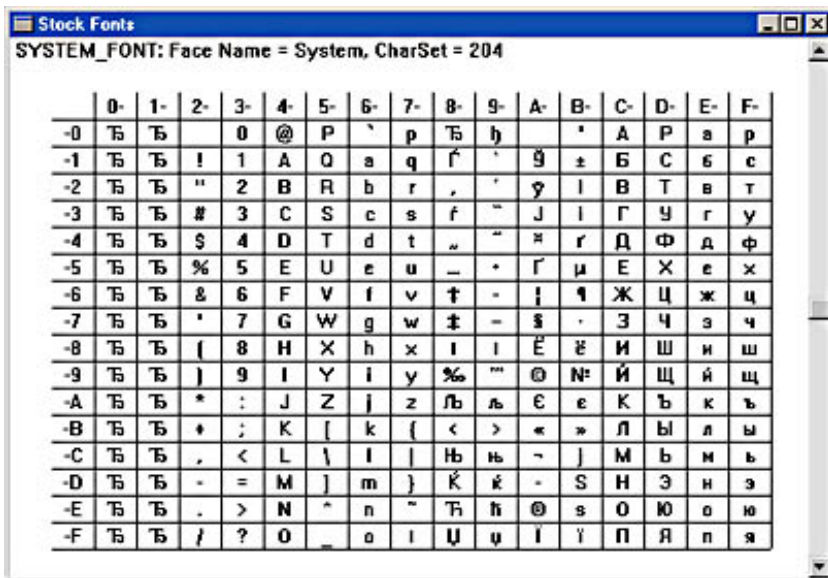 Stock Fonts
SYSTEM_FONT: Face Name = System, CharSet = 204
0- 1- 2- 3- 4- 5- 6- 7- 8- 9- A- B- C- D- E- F-
-0 Ђ Ђ 0 @ P ` p Ђ ђ ° А Р а р
-1 Ђ Ђ ! 1 A Q a q Ѓ ‘ Ў ± Б С б с
-2 Ђ Ђ " 2 B R b r ‚ ’ ў І В Т в т
-3 Ђ Ђ # 3 C S c s ѓ “ Ј і Г У г у
-4 Ђ Ђ $ 4 D T d t „ ” ¤ ґ Д Ф д ф
-5 Ђ Ђ % 5 E U e u … • Ґ µ Е Х е х
-6 Ђ Ђ & 6 F V f v † – ¦ ¶ Ж Ц ж ц
-7 Ђ Ђ ' 7 G W g w ‡ — § · З Ч з ч
-8 Ђ Ђ ( 8 H X h x I I Ё ё И Ш и ш
-9 Ђ Ђ ) 9 I Y i y ‰ ™ © № Й Щ й щ
-A Ђ Ђ * : J Z j z Љ љ Є є К Ъ к ъ
-B Ђ Ђ + ; K [ k { ‹ › « » Л Ы л ы
-C Ђ Ђ , < L \ l | Њ њ ¬ ј М Ь м ь
-D Ђ Ђ - = M ] m } Ќ ќ - Ѕ Н Э н э
-E Ђ Ђ . > N ^ n ~ Ћ ћ ® ѕ О Ю о ю
-F Ђ Ђ / ? O _ o I Џ џ Ї ї П Я п я